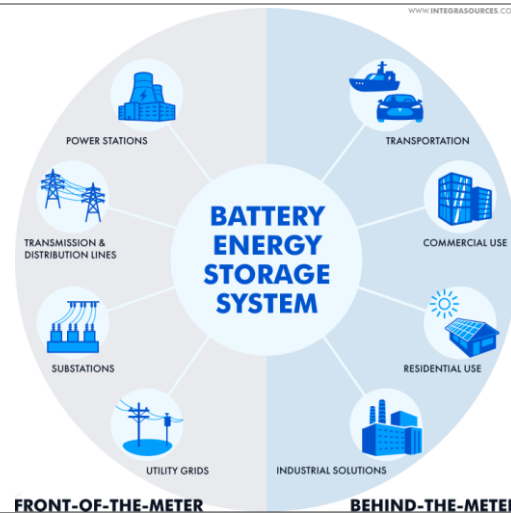 WWW.INTEGRASOURCES.CO
POWER STATIONS
TRANSPORTATION
TRANSMISSION &
DISTRIBUTION LINES
COMMERCIAL USE
BATTERY
ENERGY
STORAGE
SYSTEM
SUBSTATIONS
RESIDENTIAL USE
UTILITY GRIDS
INDUSTRIAL SOLUTIONS
FRONT-OF-THE-METER
BEHIND-THE-METER